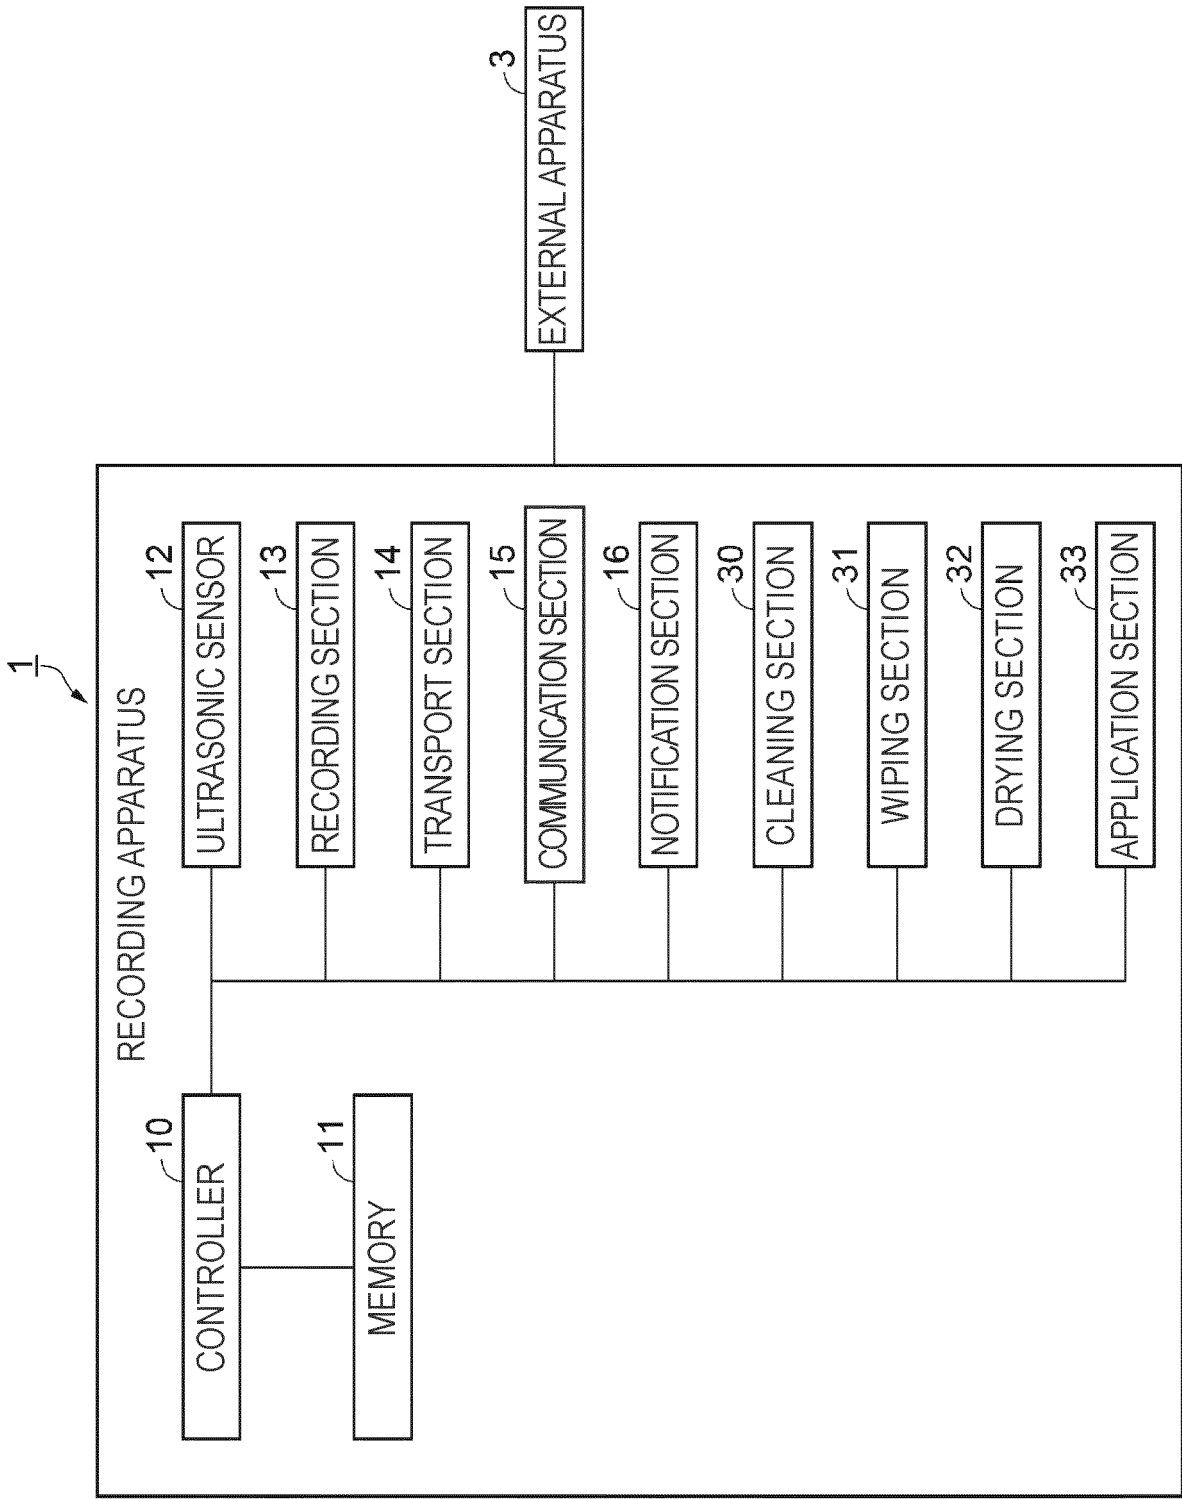 1
RECORDING APPARATUS
10
CONTROLLER
11
MEMORY
12
ULTRASONIC SENSOR
13
RECORDING SECTION
14
TRANSPORT SECTION
15
COMMUNICATION SECTION
16
NOTIFICATION SECTION
30
CLEANING SECTION
31
WIPING SECTION
32
DRYING SECTION
33
APPLICATION SECTION
3
EXTERNAL APPARATUS